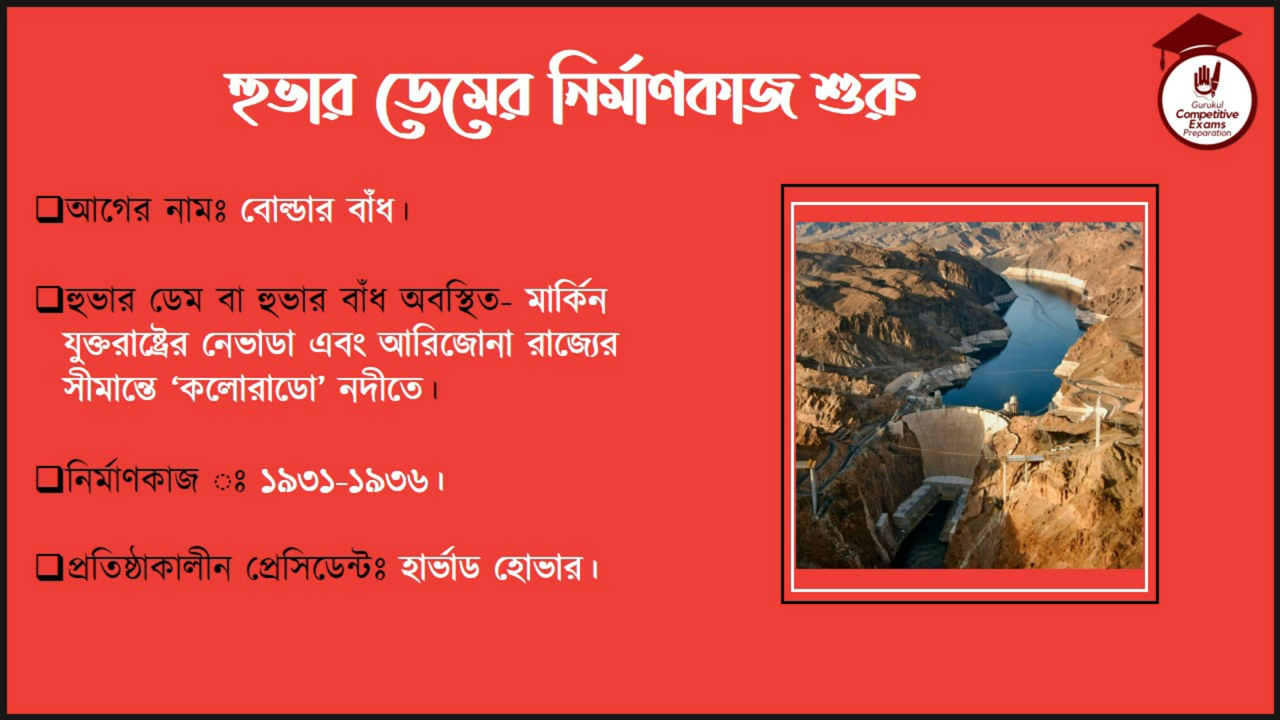 হুভার ডেমের নির্মাণকাজ শুরু
Gurukul
Competitive
Exams
Preparation
❑আগের নামঃ বোল্ডার বাঁধ।
❑হুভার ডেম বা হুভার বাঁধ অবস্থিত- মার্কিন
যুক্তরাষ্ট্রের নেভাডা এবং আরিজোনা রাজ্যের
সীমান্তে ‘কলোরাডো’ নদীতে।
❑নির্মাণকাজ ঃ ১৯৩১-১৯৩৬।
❑প্রতিষ্ঠাকালীন প্রেসিডেন্টঃ হার্ভাড হোভার।